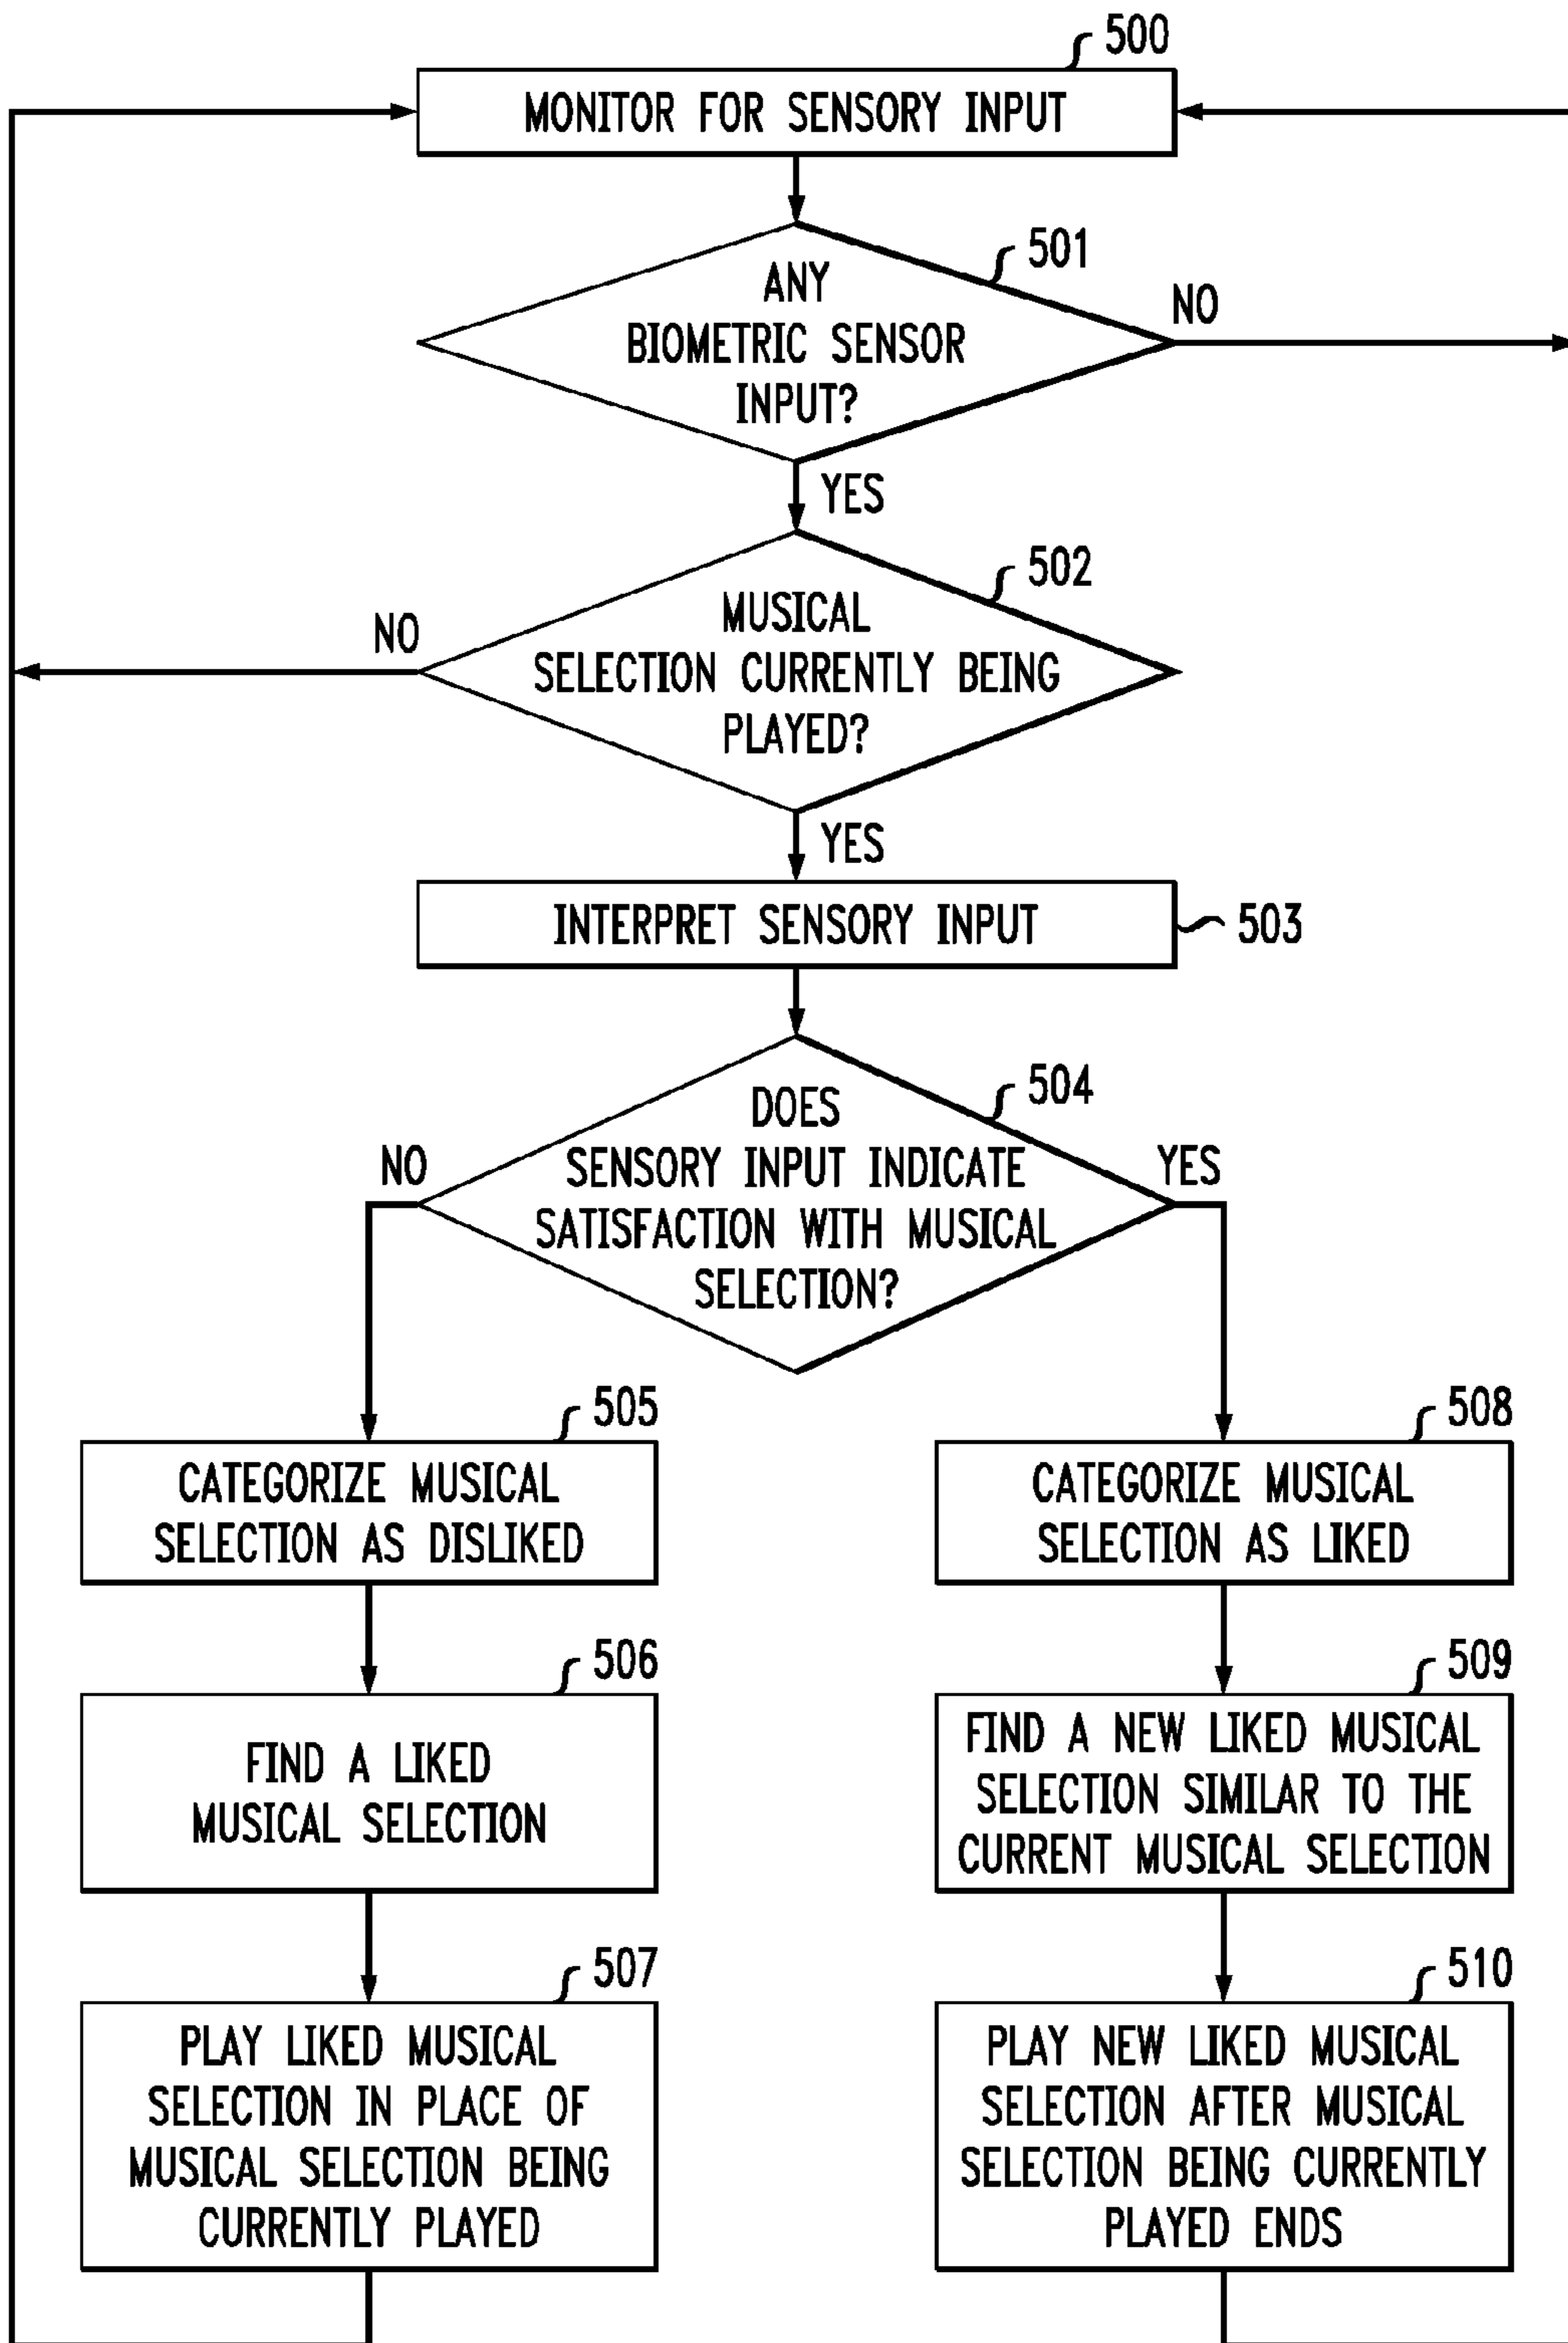 500
MONITOR FOR SENSORY INPUT
501
ANY
BIOMETRIC SENSOR
INPUT?
NO
YES
502
MUSICAL
SELECTION CURRENTLY BEING
PLAYED?
NO
YES
INTERPRET SENSORY INPUT
503
504
DOES
SENSORY INPUT INDICATE
SATISFACTION WITH MUSICAL
SELECTION?
NO
YES
505
CATEGORIZE MUSICAL
SELECTION AS DISLIKED
508
CATEGORIZE MUSICAL
SELECTION AS LIKED
506
FIND A LIKED
MUSICAL SELECTION
509
FIND A NEW LIKED MUSICAL
SELECTION SIMILAR TO THE
CURRENT MUSICAL SELECTION
507
PLAY LIKED MUSICAL
SELECTION IN PLACE OF
MUSICAL SELECTION BEING
CURRENTLY PLAYED
510
PLAY NEW LIKED MUSICAL
SELECTION AFTER MUSICAL
SELECTION BEING CURRENTLY
PLAYED ENDS